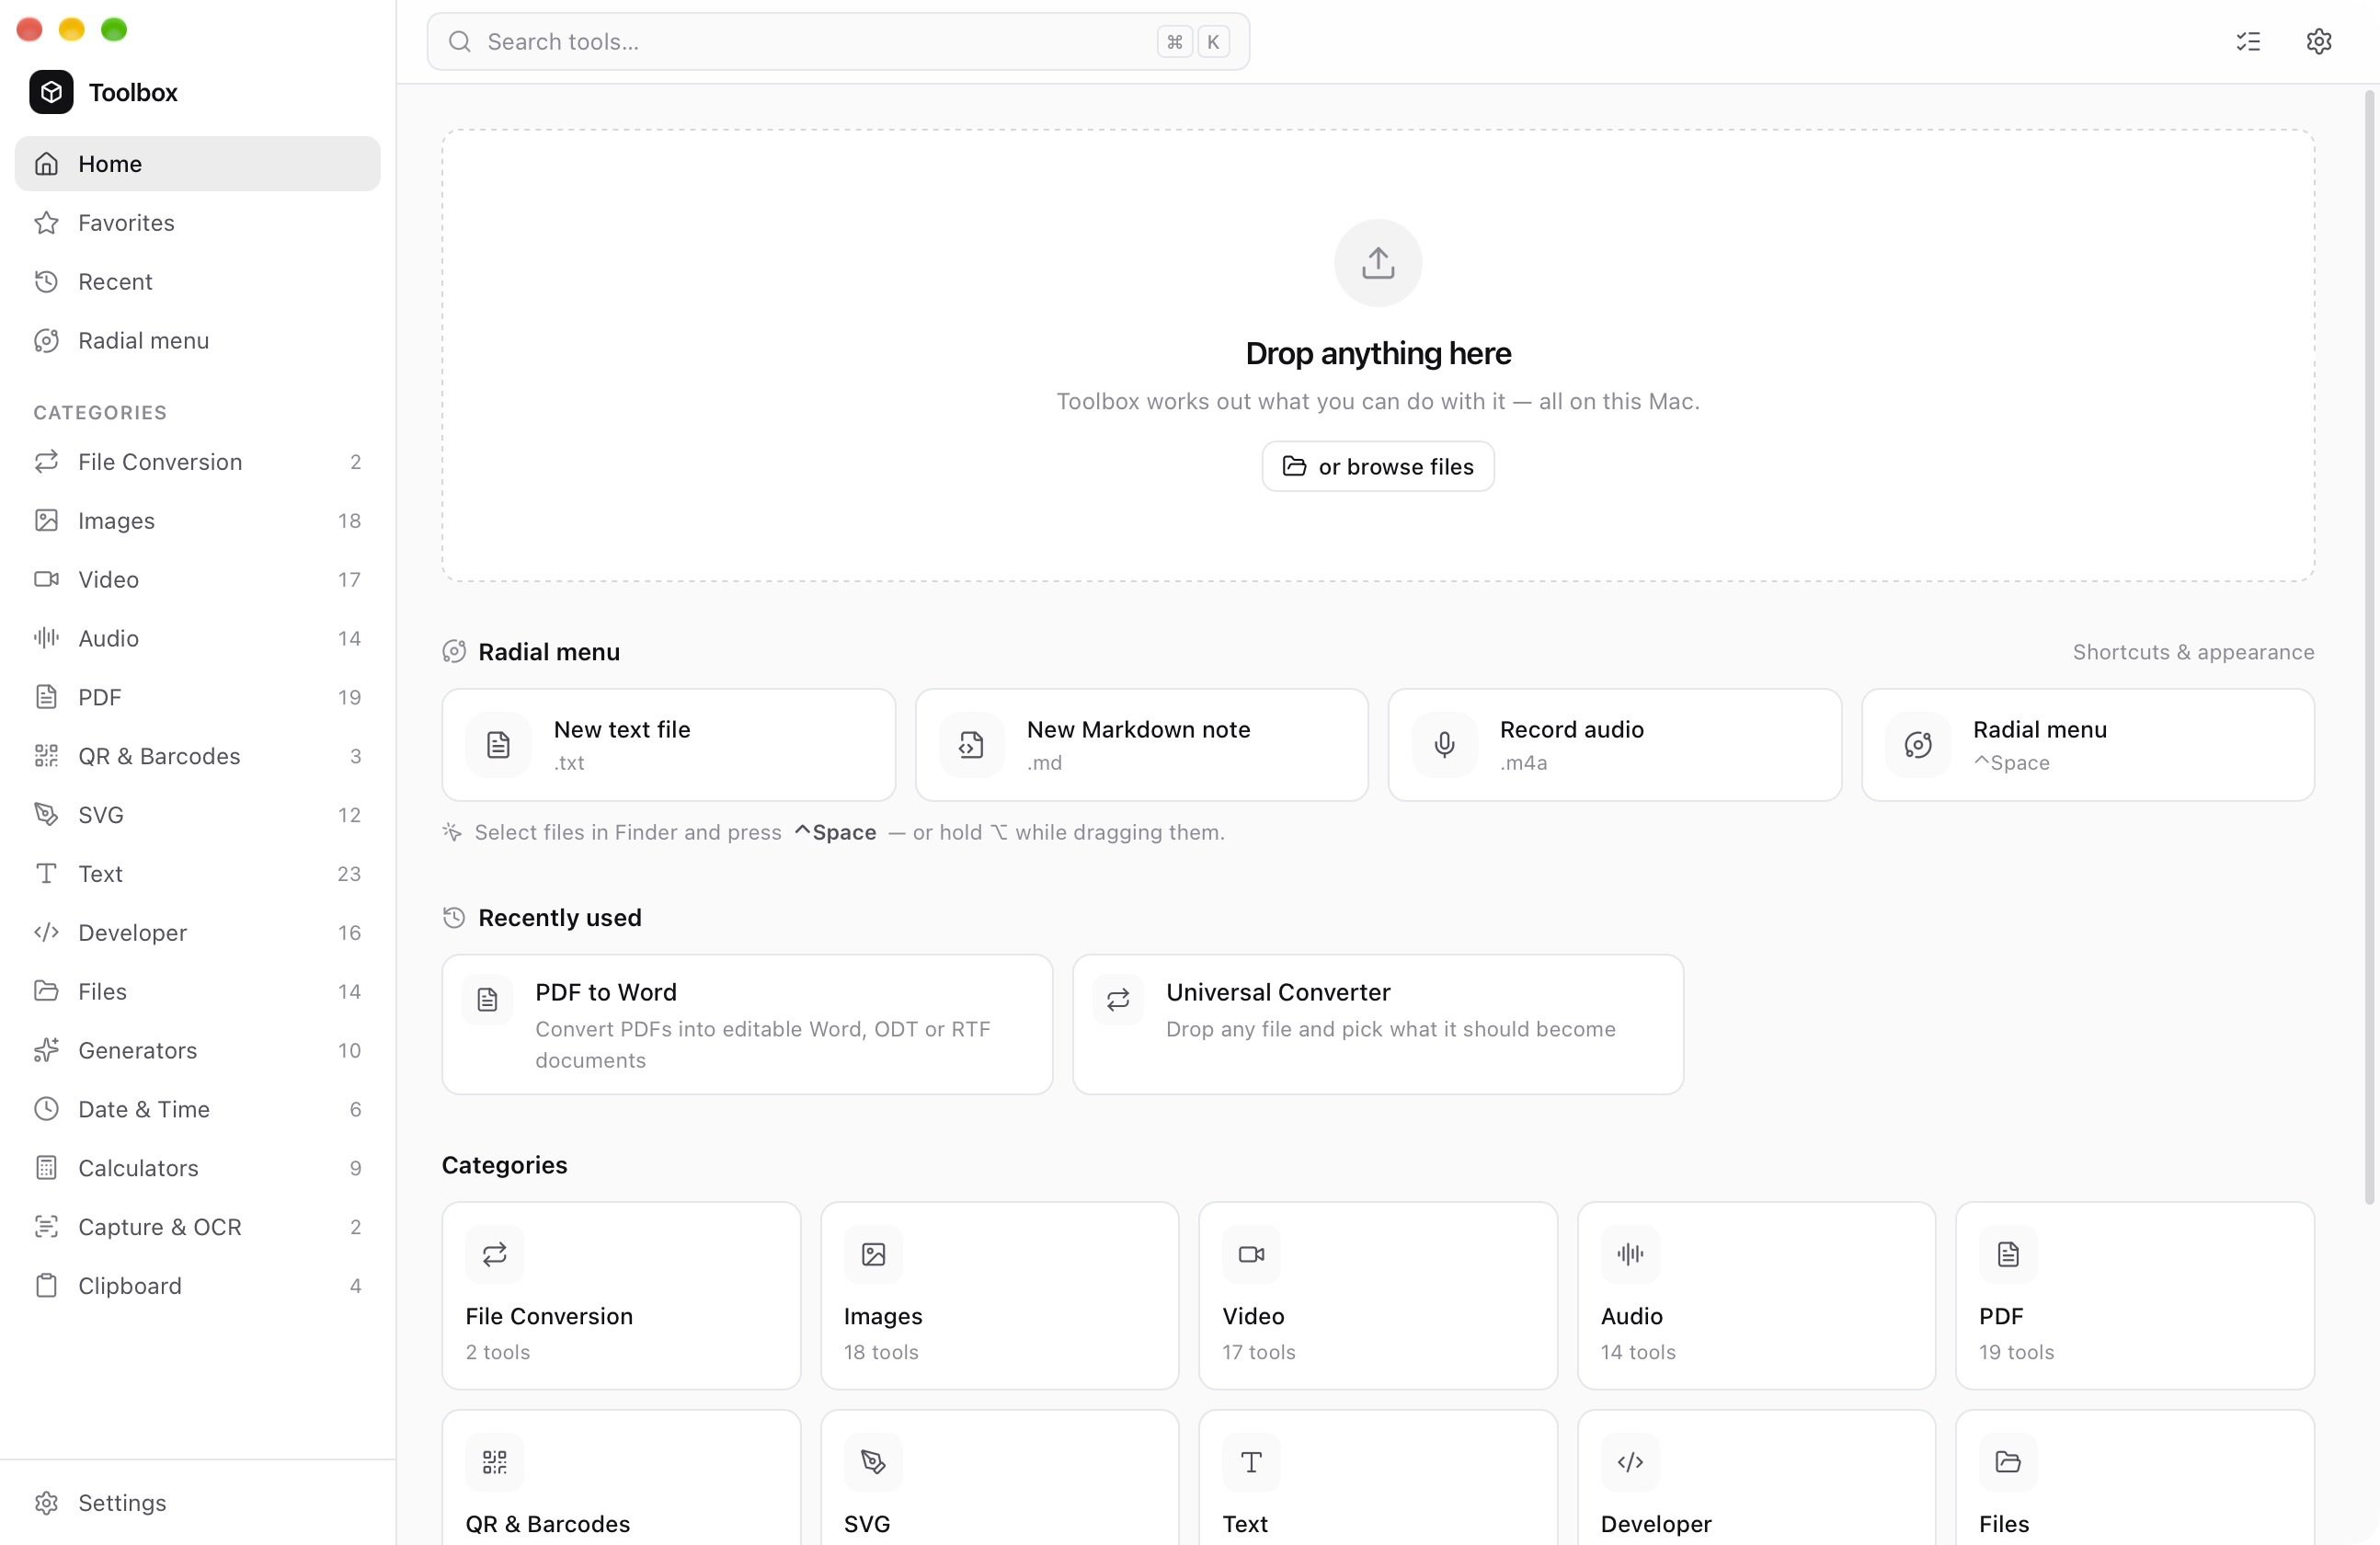 Toolbox
Home
Favorites
Recent
Radial menu
CATEGORIES
File Conversion 2
Images 18
Video 17
Audio 14
PDF 19
QR & Barcodes 3
SVG 12
Text 23
Developer 16
Files 14
Generators 10
Date & Time 6
Calculators 9
Capture & OCR 2
Clipboard 4
Settings
Search tools... ⌘ K
Drop anything here
Toolbox works out what you can do with it — all on this Mac.
or browse files
Radial menu
Shortcuts & appearance
New text file
.txt
New Markdown note
.md
Record audio
.m4a
Radial menu
^Space
Select files in Finder and press ^Space — or hold ⌥ while dragging them.
Recently used
PDF to Word
Convert PDFs into editable Word, ODT or RTF
documents
Universal Converter
Drop any file and pick what it should become
Categories
File Conversion
2 tools
Images
18 tools
Video
17 tools
Audio
14 tools
PDF
19 tools
QR & Barcodes
SVG
Text
Developer
Files